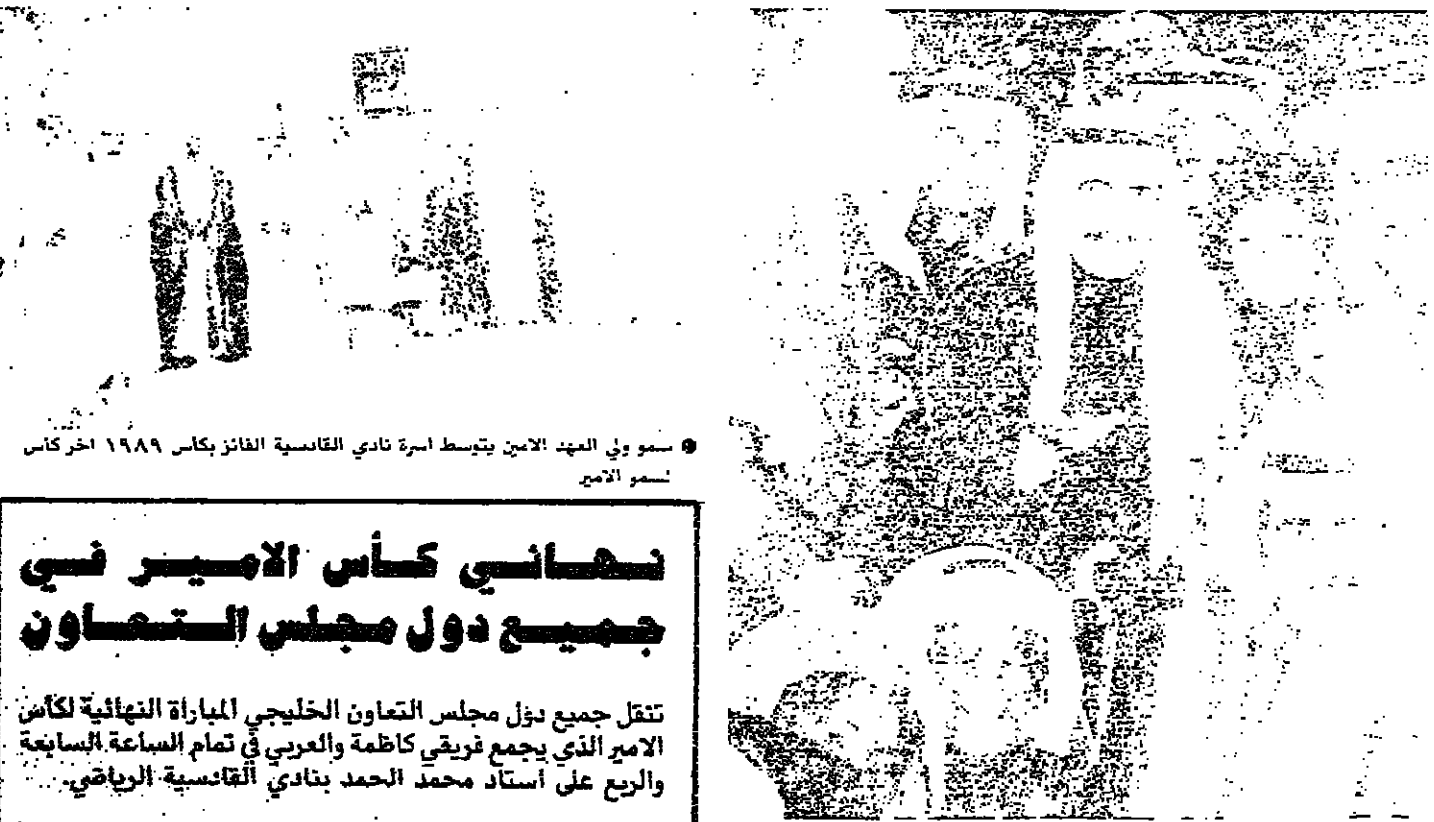 ● سمو ولي العهد الامين يتوسط اسرة نادي القادسية الفائز بكاس ١٩٨٩ اخر كاس
لسمو الامير
نهائي كأس الامير في
جميع دول مجلس التعاون
تنقل جميع دول مجلس التعاون الخليجي المباراة النهائية لكأس
الامير الذي يجمع فريقي كاظمة والعربي في تمام الساعة السابعة
والربع على استاد محمد الحمد بنادي القادسية الرياضي.